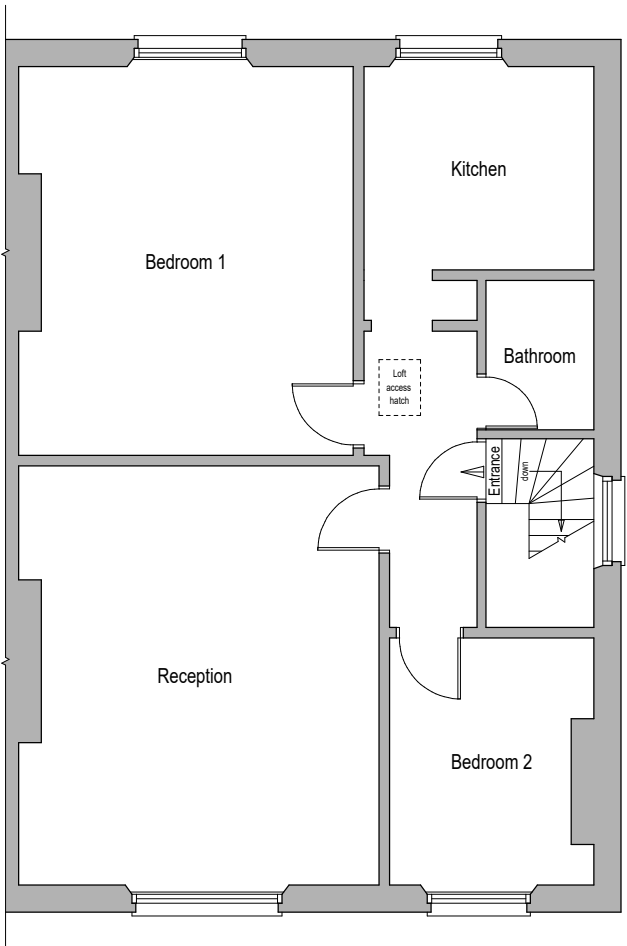 Kitchen
Bedroom 1
Bathroom
Loft
access
hatch
Entrance
down
Reception
Bedroom 2